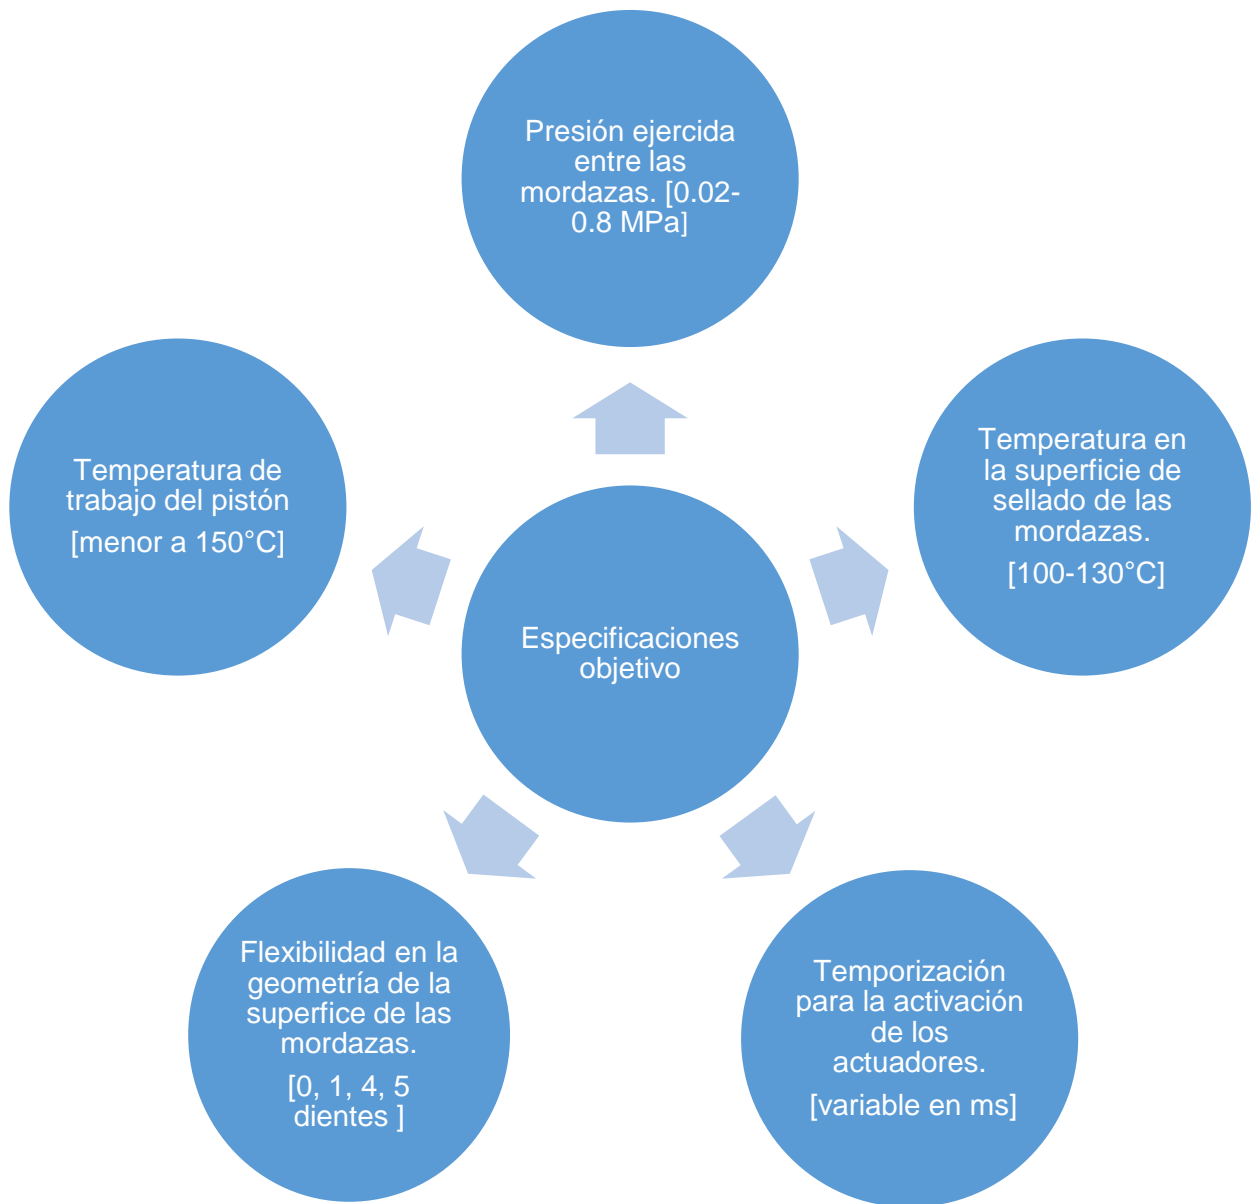 Presión ejercida
entre las
mordazas. [0.02-
0.8 MPa]
Temperatura de
trabajo del pistón
[menor a 150°C]
Temperatura en
la superficie de
sellado de las
mordazas.
[100-130°C]
Especificaciones
objetivo
Flexibilidad en la
geometría de la
superfice de las
mordazas.
[0, 1, 4, 5
dientes ]
Temporización
para la activación
de los
actuadores.
[variable en ms]